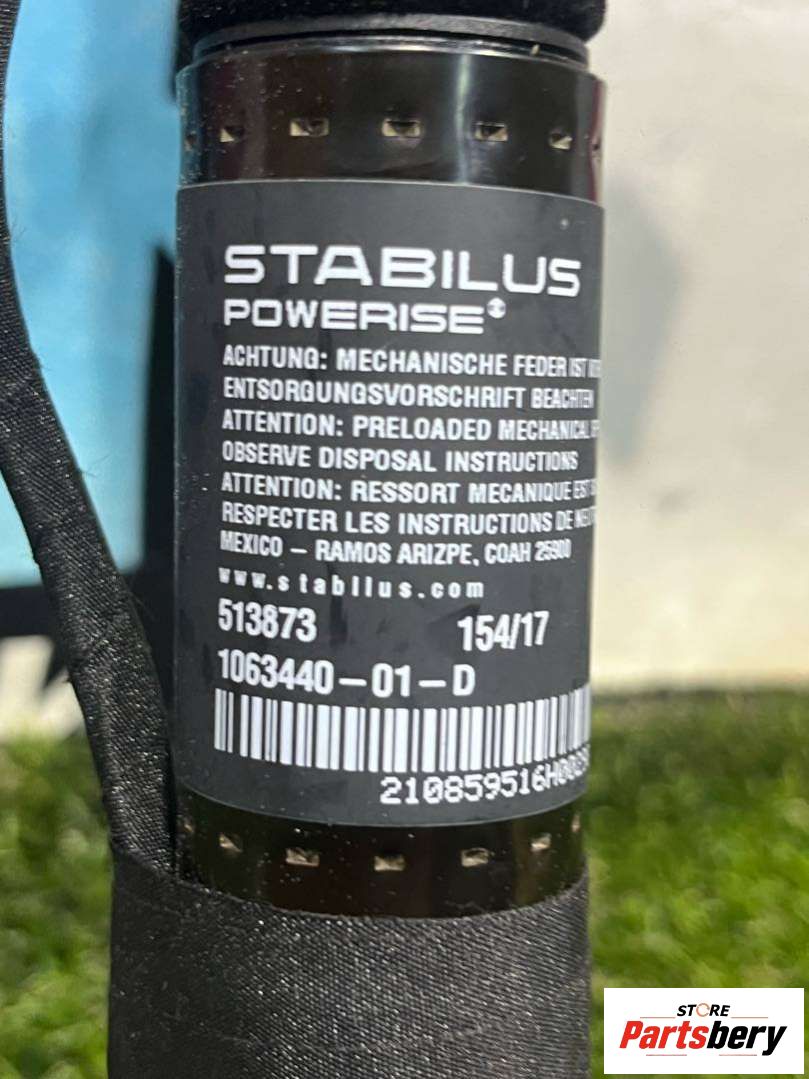 STABILUS
POWERISE®
ACHTUNG: MECHANISCHE FEDER IST
ENTSORGUNGSVORSCHRIFT BEACHTEN
ATTENTION: PRELOADED MECHANICAL
OBSERVE DISPOSAL INSTRUCTIONS
ATTENTION: RESSORT MECANIQUE EST
RESPECTER LES INSTRUCTIONS DE
MEXICO – RAMOS ARIZPE, COAH 25900
www.stabilus.com
513873 154/17
1063440-01-D
STORE
Partsbery